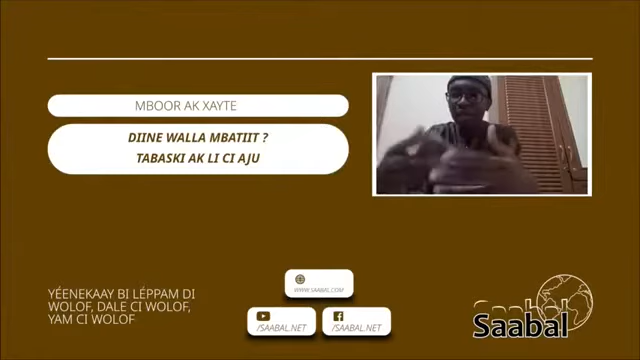 MBOOR AK XAYTE
DIINE WALLA MBATIIT ?
TABASKI AK LI CI AJU
YÉENEKAAY BI LÉPPAM DI
WOLOF, DALE CI WOLOF,
YAM CI WOLOF
WWW.SAABAL.COM
/SAABAL.NET
/SAABAL.NET
Saabal
Saabal